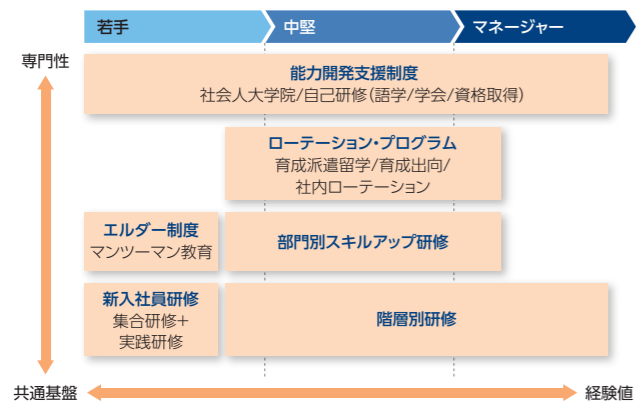 若手
中堅
マネージャー
専門性
能力開発支援制度
社会人大学院/自己研修(語学/学会/資格取得)
ローテーション・プログラム
育成派遣留学/育成出向/
社内ローテーション
エルダー制度
マンツーマン教育
部門別スキルアップ研修
新入社員研修
集合研修+
実践研修
階層別研修
共通基盤
経験値